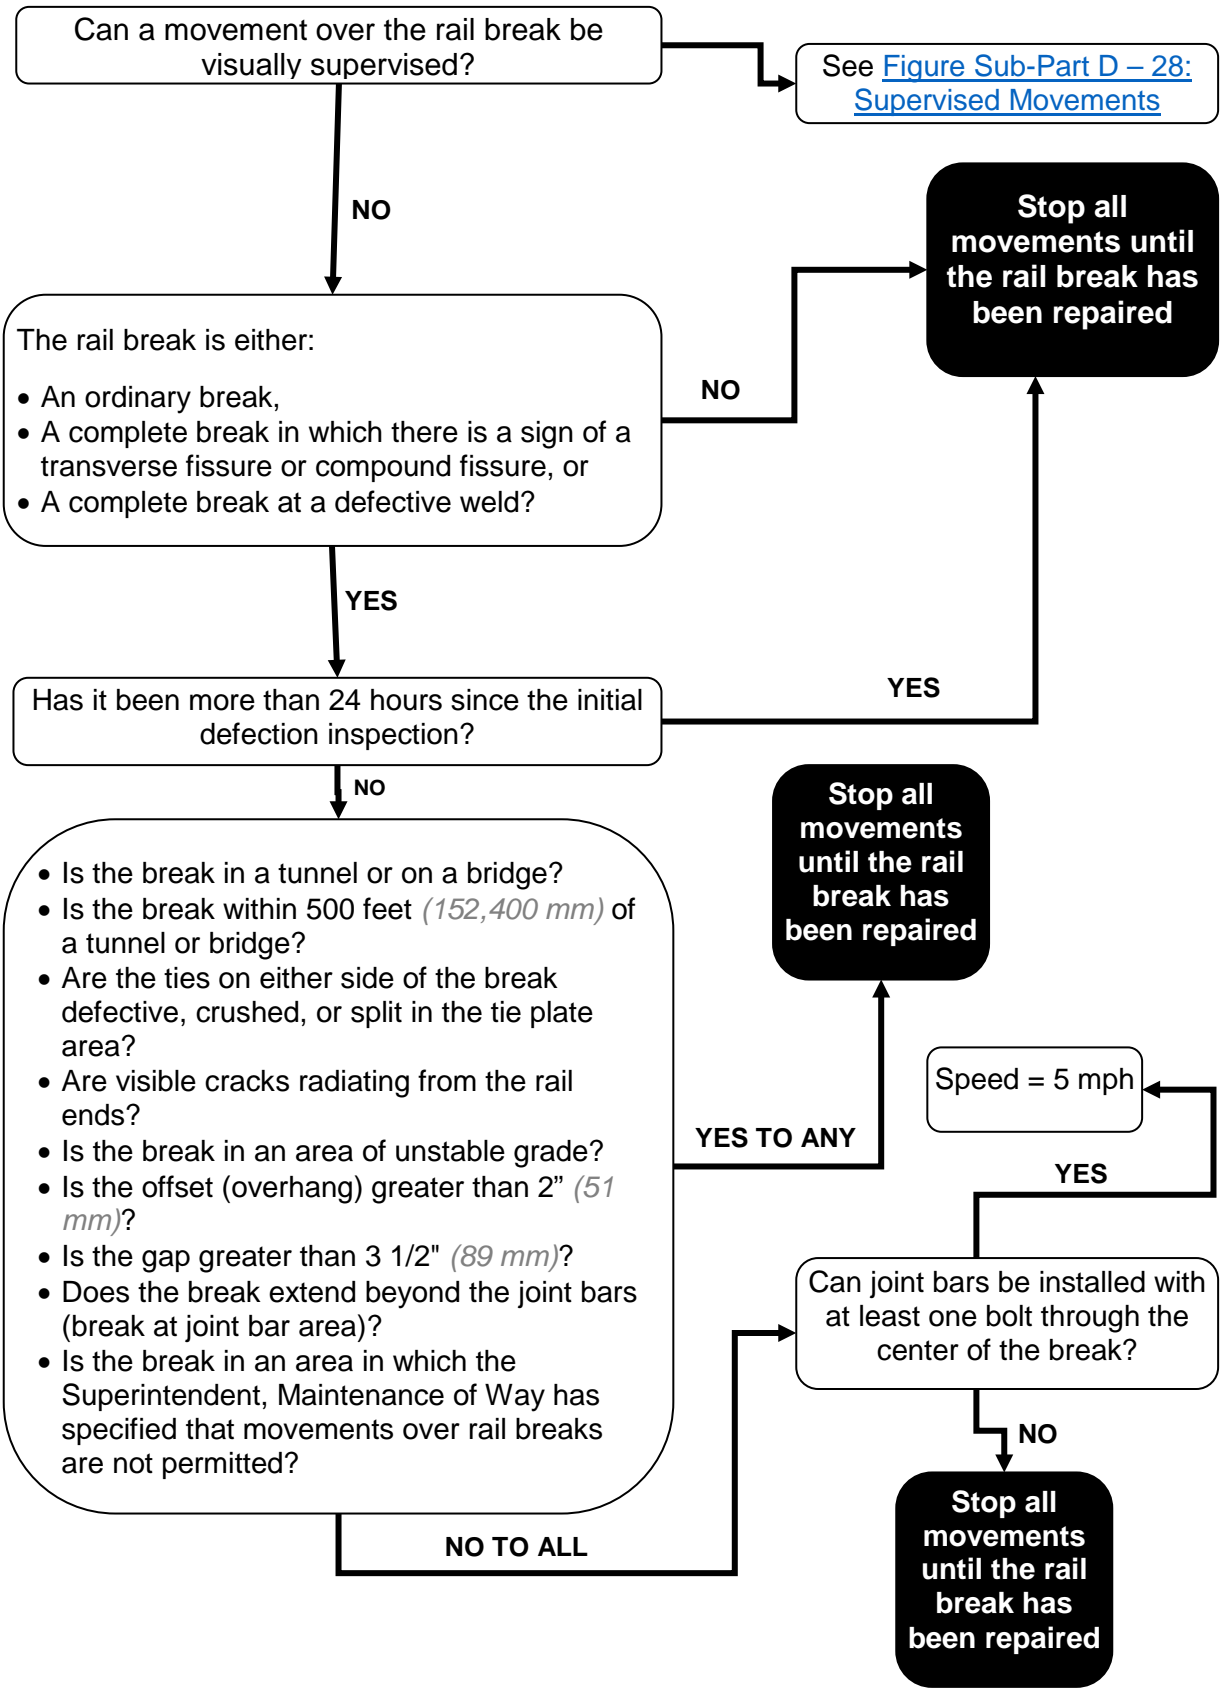 Can a movement over the rail break be
visually supervised?
See Figure Sub-Part D – 28:
Supervised Movements
NO
Stop all
movements until
the rail break has
been repaired
The rail break is either:
• An ordinary break,
• A complete break in which there is a sign of a
transverse fissure or compound fissure, or
• A complete break at a defective weld?
NO
YES
Has it been more than 24 hours since the initial
defection inspection?
YES
NO
Stop all
movements
until the rail
break has
been repaired
• Is the break in a tunnel or on a bridge?
• Is the break within 500 feet (152,400 mm) of
a tunnel or bridge?
• Are the ties on either side of the break
defective, crushed, or split in the tie plate
area?
• Are visible cracks radiating from the rail
ends?
• Is the break in an area of unstable grade?
• Is the offset (overhang) greater than 2” (51
mm)?
• Is the gap greater than 3 1/2" (89 mm)?
• Does the break extend beyond the joint bars
(break at joint bar area)?
• Is the break in an area in which the
Superintendent, Maintenance of Way has
specified that movements over rail breaks
are not permitted?
YES TO ANY
Speed = 5 mph
YES
Can joint bars be installed with
at least one bolt through the
center of the break?
NO
NO TO ALL
Stop all
movements
until the rail
break has
been repaired